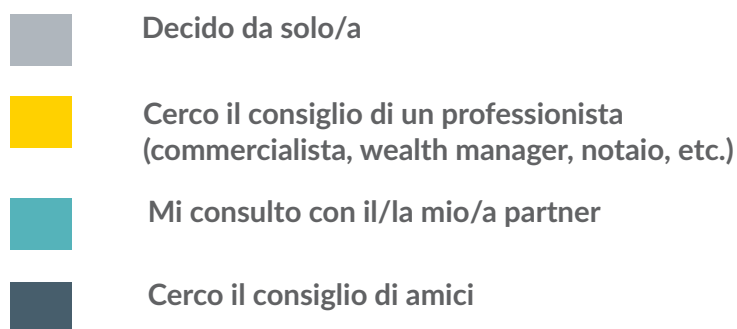 Decido da solo/a
Cerco il consiglio di un professionista
(commercialista, wealth manager, notaio, etc.)
Mi consulto con il/la mio/a partner
Cerco il consiglio di amici